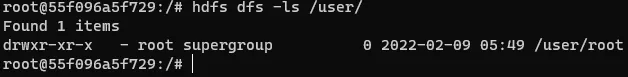 root@55f096a5f729:/# hdfs dfs -ls /user/
Found 1 items
drwxr-xr-x   - root supergroup          0 2022-02-09 05:49 /user/root
root@55f096a5f729:/#